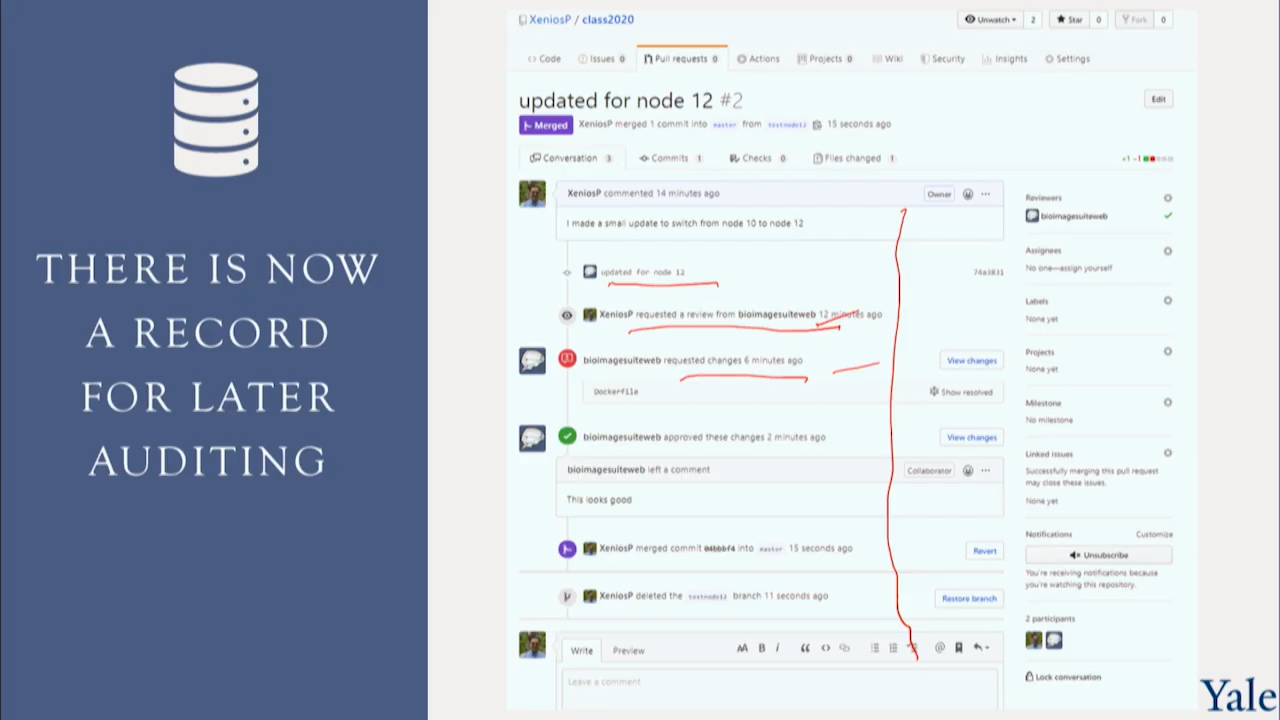 THERE IS NOW
A RECORD
FOR LATER
AUDITING
XeniosP / class2020
Unwatch 2 Star 0 Fork 0
Code Issues 0 Pull requests 0 Actions Projects 0 Wiki Security Insights Settings
updated for node 12 #2
Edit
Merged XeniosP merged 1 commit into master from testnode12 15 seconds ago
Conversation 3 Commits 1 Checks 0 Files changed 1 +1 −1
XeniosP commented 14 minutes ago Owner
I made a small update to switch from node 10 to node 12
updated for node 12 74a3831
XeniosP requested a review from bioimagesuiteweb 12 minutes ago
bioimagesuiteweb requested changes 6 minutes ago View changes
Dockerfile Show resolved
bioimagesuiteweb approved these changes 2 minutes ago View changes
bioimagesuiteweb left a comment Collaborator
This looks good
XeniosP merged commit 04bbbf4 into master 15 seconds ago Revert
XeniosP deleted the testnode12 branch 11 seconds ago Restore branch
Write Preview AA B i
Leave a comment
Reviewers
bioimagesuiteweb
Assignees
No one—assign yourself
Labels
None yet
Projects
None yet
Milestone
No milestone
Linked issues
Successfully merging this pull request
may close these issues.
None yet
Notifications Customize
Unsubscribe
You're receiving notifications because
you're watching this repository.
2 participants
Lock conversation
Yale